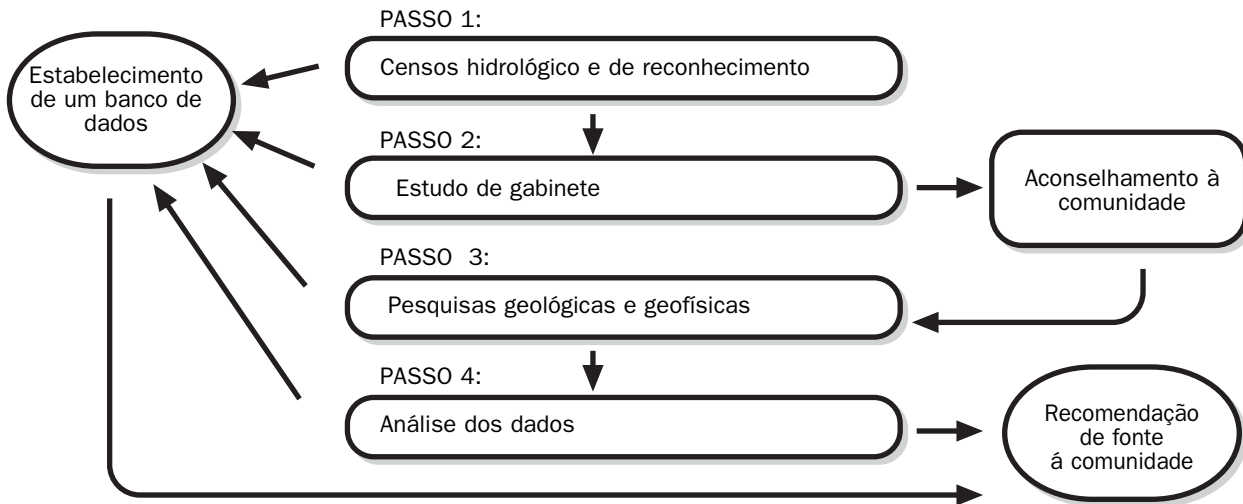 PASSO 1:
Censos hidrológico e de reconhecimento
Estabelecimento
de um banco de
dados
PASSO 2:
Estudo de gabinete
Aconselhamento à
comunidade
PASSO 3:
Pesquisas geológicas e geofísicas
PASSO 4:
Análise dos dados
Recomendação
de fonte
á comunidade